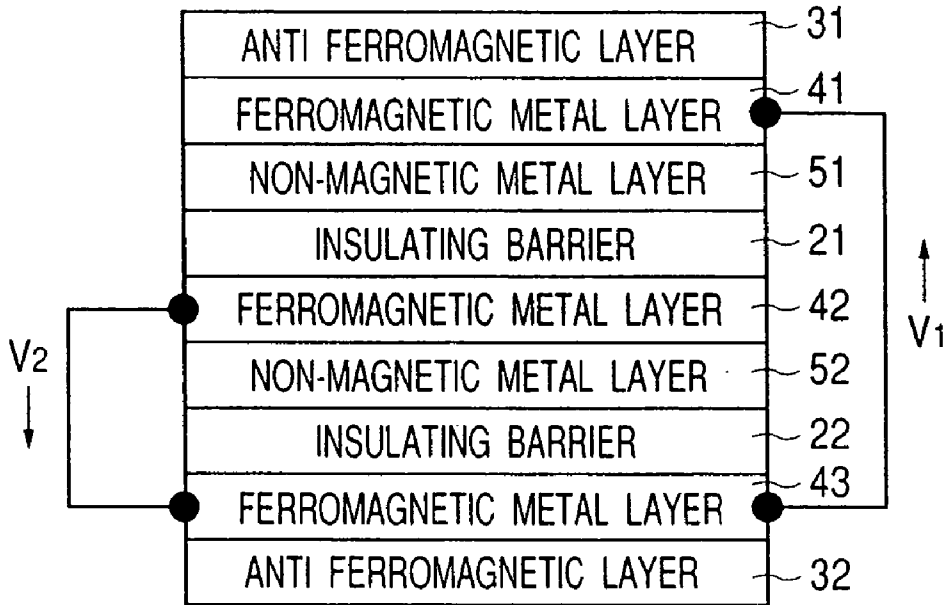 ANTI FERROMAGNETIC LAYER 31
FERROMAGNETIC METAL LAYER 41
NON-MAGNETIC METAL LAYER 51
INSULATING BARRIER 21
FERROMAGNETIC METAL LAYER 42
V1
V2
NON-MAGNETIC METAL LAYER 52
INSULATING BARRIER 22
FERROMAGNETIC METAL LAYER 43
ANTI FERROMAGNETIC LAYER 32